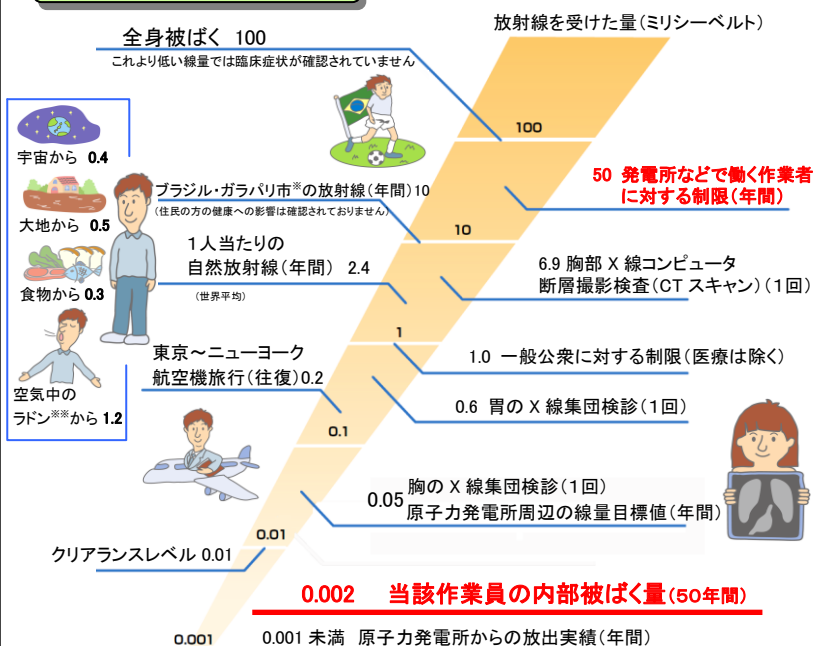 放射線を受けた量(ミリシーベルト)
全身被ばく 100
これより低い線量では臨床症状が確認されていません
100
宇宙から 0.4
大地から 0.5
食物から 0.3
空気中の
ラドン※※から 1.2
50 発電所などで働く作業者
に対する制限(年間)
ブラジル・ガラパリ市※の放射線(年間)10
(住民の方の健康への影響は確認されておりません)
10
1人当たりの
自然放射線(年間) 2.4
(世界平均)
6.9 胸部 X 線コンピュータ
断層撮影検査(CT スキャン)(1回)
1
1.0 一般公衆に対する制限(医療は除く)
東京~ニューヨーク
航空機旅行(往復)0.2
0.6 胃の X 線集団検診(1回)
0.1
0.05 胸の X 線集団検診(1回)
原子力発電所周辺の線量目標値(年間)
0.01
クリアランスレベル 0.01
0.002 当該作業員の内部被ばく量(50年間)
0.001
0.001 未満 原子力発電所からの放出実績(年間)